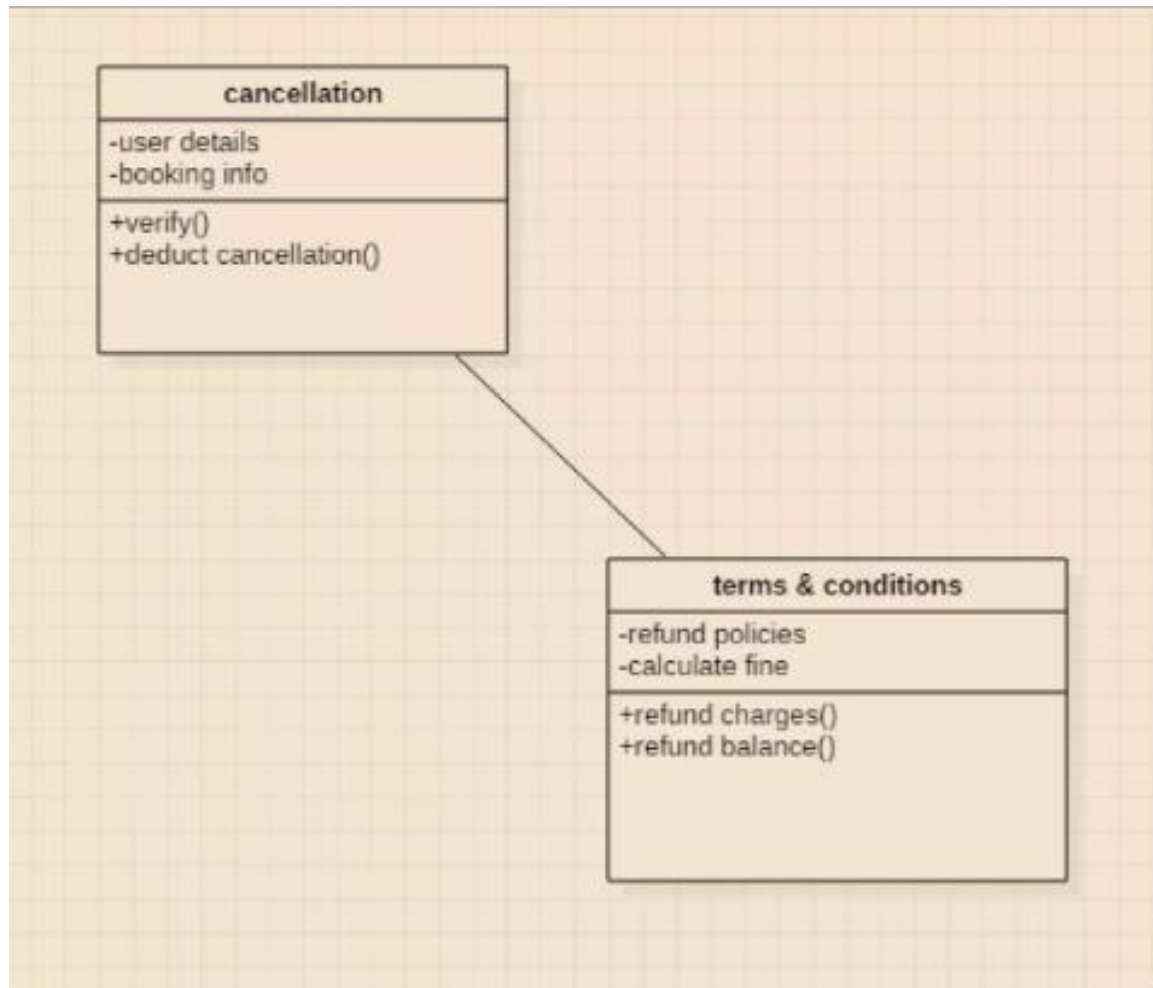 cancellation
-user details
-booking info
+verify()
+deduct cancellation()
terms & conditions
-refund policies
-calculate fine
+refund charges()
+refund balance()